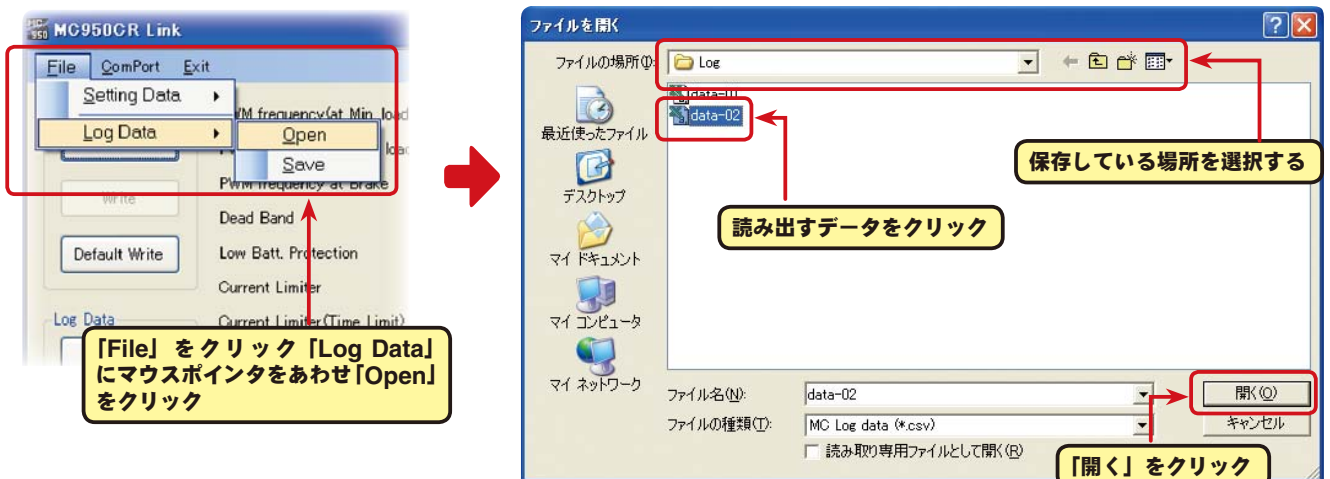 MC950CR Link
File ComPort Exit
Setting Data
Log Data
Open
Save
PWM frequency(at Min. load
PWM frequency at Brake
Write
Dead Band
Default Write
Low Batt. Protection
Current Limiter
Log Data
Current Limiter(Time Limit)
「File」をクリック「Log Data」
にマウスポインタをあわせ「Open」
をクリック
ファイルを開く
ファイルの場所(I):
Log
data-01
data-02
最近使ったファイル
デスクトップ
マイ ドキュメント
マイ コンピュータ
マイ ネットワーク
保存している場所を選択する
読み出すデータをクリック
ファイル名(N):
data-02
開く(O)
ファイルの種類(T):
MC Log data (*.csv)
キャンセル
読み取り専用ファイルとして開く(R)
「開く」をクリック